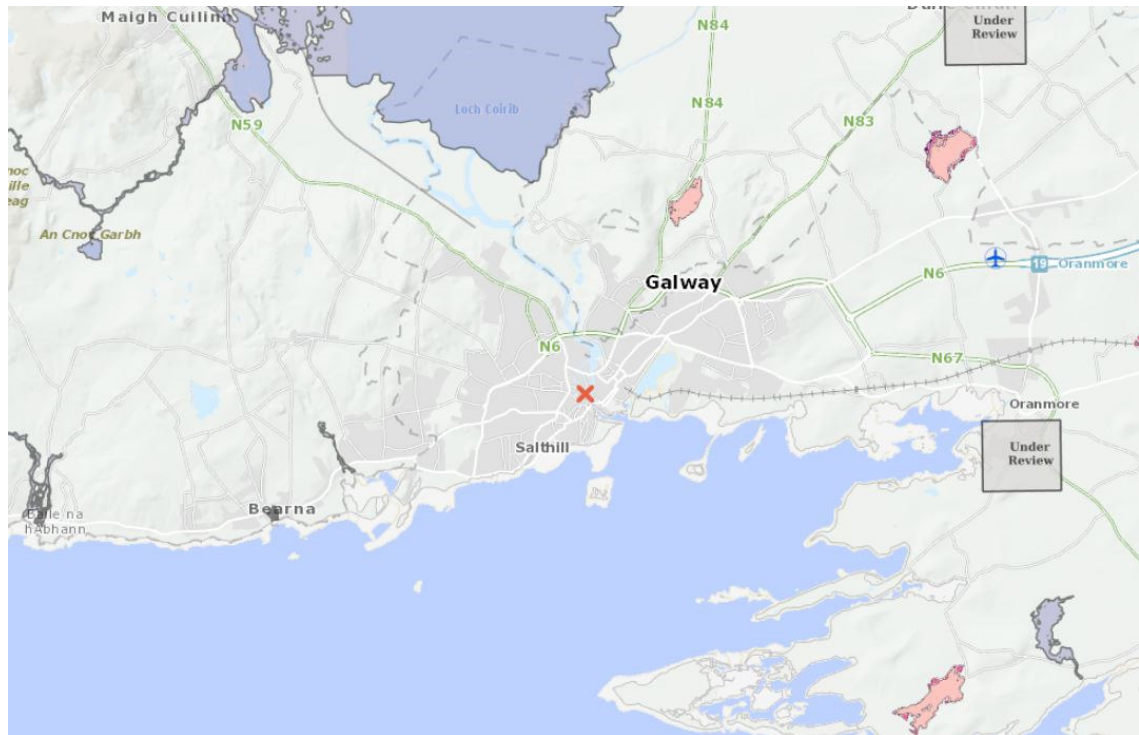 Maigh Cuilinn
N84
Under
Review
Loch Coirib
N84
N59
N83
An Cnoc Garbh
Galway
19
Oranmore
N6
N6
N67
Oranmore
Salthill
Under
Review
Bearna
hAbhann